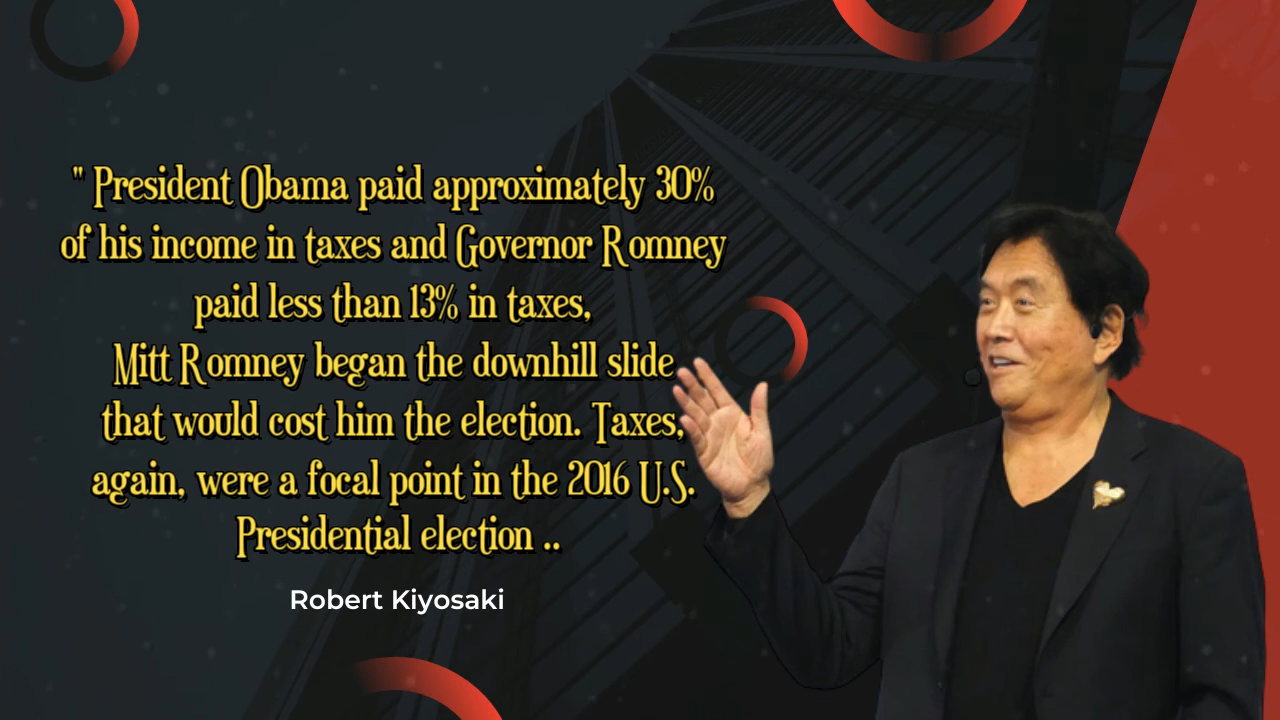 " President Obama paid approximately 30%
of his income in taxes and Governor Romney
paid less than 13% in taxes,
Mitt Romney began the downhill slide
that would cost him the election. Taxes,
again, were a focal point in the 2016 U.S.
Presidential election ..
Robert Kiyosaki